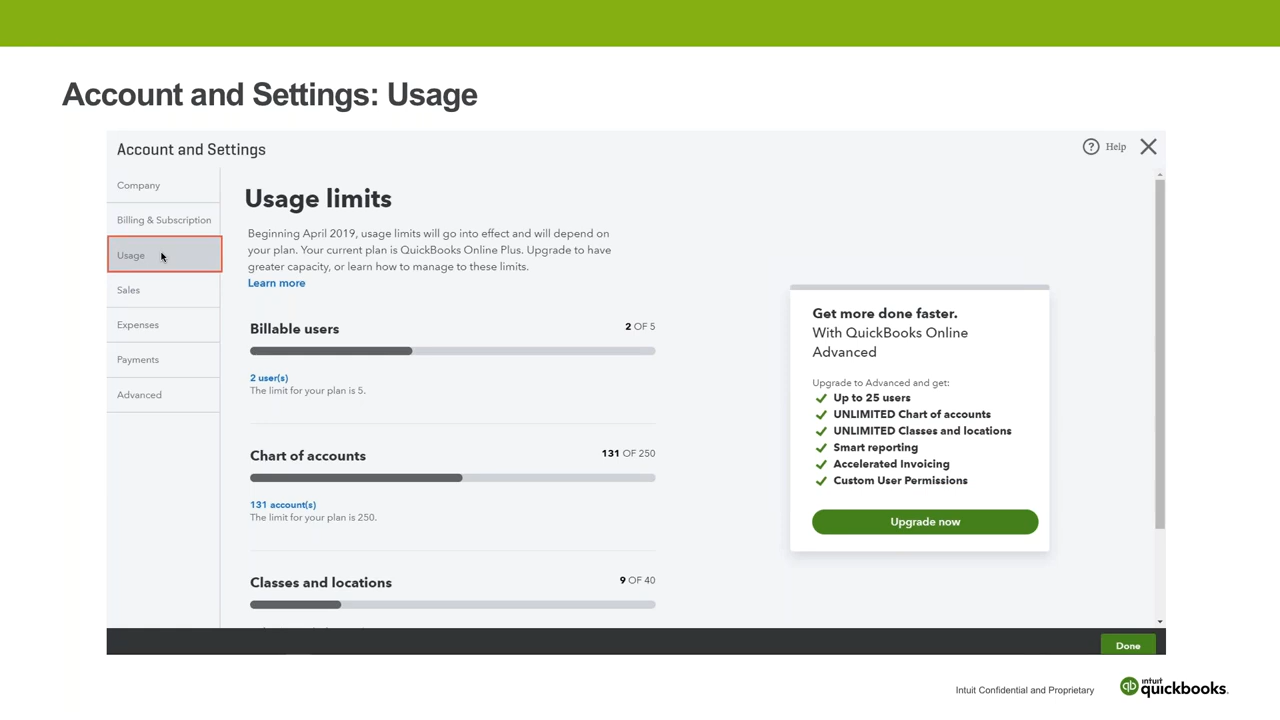 Account and Settings: Usage
Account and Settings
? Help
Company
Billing & Subscription
Usage
Sales
Expenses
Payments
Advanced
Usage limits
Beginning April 2019, usage limits will go into effect and will depend on
your plan. Your current plan is QuickBooks Online Plus. Upgrade to have
greater capacity, or learn how to manage to these limits.
Learn more
Billable users
2 OF 5
2 user(s)
The limit for your plan is 5.
Chart of accounts
131 OF 250
131 account(s)
The limit for your plan is 250.
Classes and locations
9 OF 40
Get more done faster.
With QuickBooks Online
Advanced
Upgrade to Advanced and get:
Up to 25 users
UNLIMITED Chart of accounts
UNLIMITED Classes and locations
Smart reporting
Accelerated Invoicing
Custom User Permissions
Upgrade now
Done
Intuit Confidential and Proprietary
qb intuit
quickbooks.